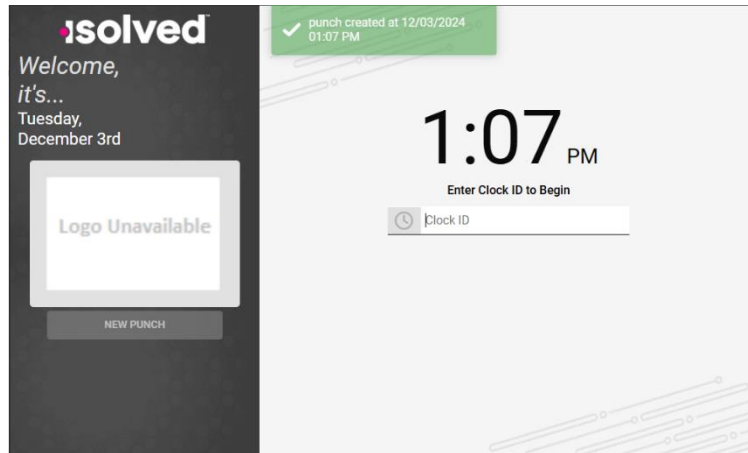 isolved
Welcome,
it's...
Tuesday,
December 3rd
Logo Unavailable
NEW PUNCH
punch created at 12/03/2024
01:07 PM
1:07 PM
Enter Clock ID to Begin
Clock ID